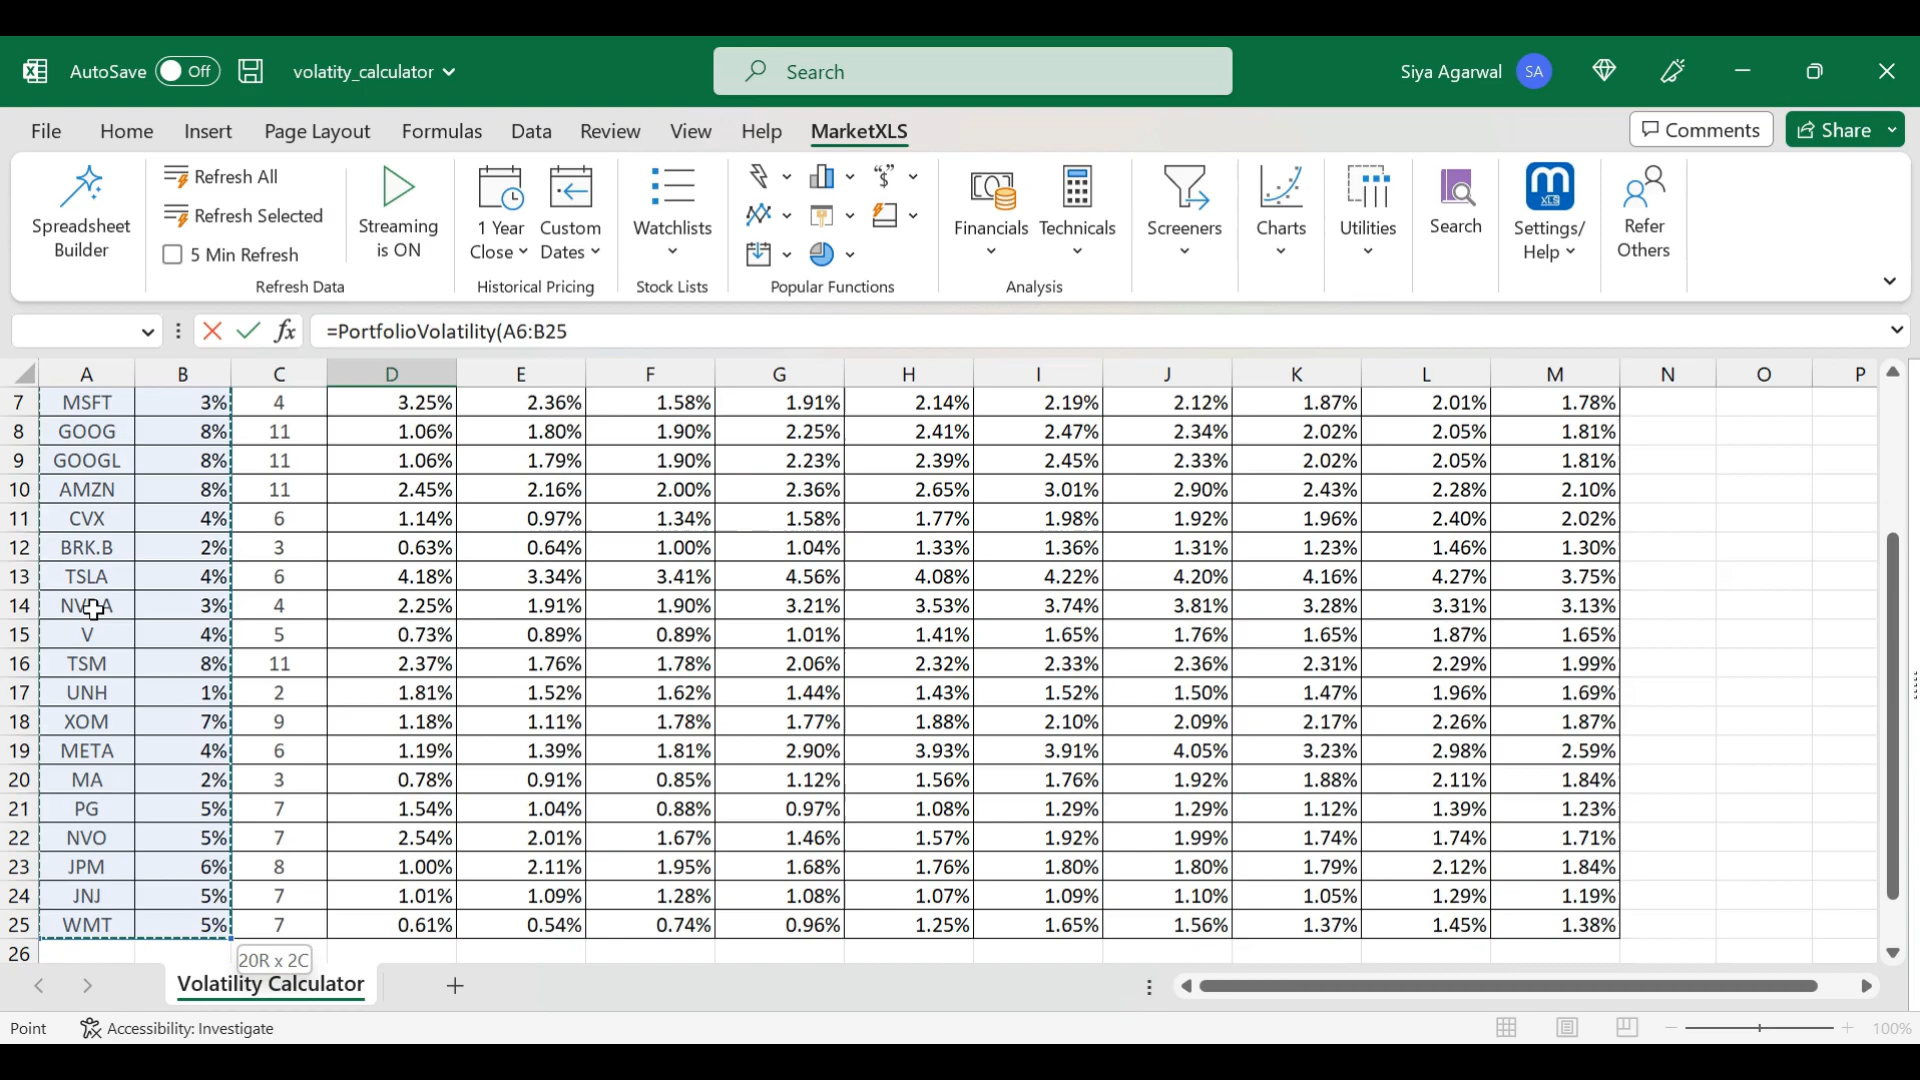 AutoSave Off volatity_calculator Search Siya Agarwal SA
File Home Insert Page Layout Formulas Data Review View Help MarketXLS Comments Share
Spreadsheet Builder
Refresh All
Refresh Selected
5 Min Refresh
Refresh Data
Streaming is ON
1 Year Close
Custom Dates
Historical Pricing
Watchlists
Stock Lists
Popular Functions
Financials
Technicals
Analysis
Screeners
Charts
Utilities
Search
Settings/ Help
Refer Others
fx =PortfolioVolatility(A6:B25
A B C D E F G H I J K L M N O P
7 MSFT 3% 4 3.25% 2.36% 1.58% 1.91% 2.14% 2.19% 2.12% 1.87% 2.01% 1.78%
8 GOOG 8% 11 1.06% 1.80% 1.90% 2.25% 2.41% 2.47% 2.34% 2.02% 2.05% 1.81%
9 GOOGL 8% 11 1.06% 1.79% 1.90% 2.23% 2.39% 2.45% 2.33% 2.02% 2.05% 1.81%
10 AMZN 8% 11 2.45% 2.16% 2.00% 2.36% 2.65% 3.01% 2.90% 2.43% 2.28% 2.10%
11 CVX 4% 6 1.14% 0.97% 1.34% 1.58% 1.77% 1.98% 1.92% 1.96% 2.40% 2.02%
12 BRK.B 2% 3 0.63% 0.64% 1.00% 1.04% 1.33% 1.36% 1.31% 1.23% 1.46% 1.30%
13 TSLA 4% 6 4.18% 3.34% 3.41% 4.56% 4.08% 4.22% 4.20% 4.16% 4.27% 3.75%
14 3% 4 2.25% 1.91% 1.90% 3.21% 3.53% 3.74% 3.81% 3.28% 3.31% 3.13%
15 V 4% 5 0.73% 0.89% 0.89% 1.01% 1.41% 1.65% 1.76% 1.65% 1.87% 1.65%
16 TSM 8% 11 2.37% 1.76% 1.78% 2.06% 2.32% 2.33% 2.36% 2.31% 2.29% 1.99%
17 UNH 1% 2 1.81% 1.52% 1.62% 1.44% 1.43% 1.52% 1.50% 1.47% 1.96% 1.69%
18 XOM 7% 9 1.18% 1.11% 1.78% 1.77% 1.88% 2.10% 2.09% 2.17% 2.26% 1.87%
19 META 4% 6 1.19% 1.39% 1.81% 2.90% 3.93% 3.91% 4.05% 3.23% 2.98% 2.59%
20 MA 2% 3 0.78% 0.91% 0.85% 1.12% 1.56% 1.76% 1.92% 1.88% 2.11% 1.84%
21 PG 5% 7 1.54% 1.04% 0.88% 0.97% 1.08% 1.29% 1.29% 1.12% 1.39% 1.23%
22 NVO 5% 7 2.54% 2.01% 1.67% 1.46% 1.57% 1.92% 1.99% 1.74% 1.74% 1.71%
23 JPM 6% 8 1.00% 2.11% 1.95% 1.68% 1.76% 1.80% 1.80% 1.79% 2.12% 1.84%
24 JNJ 5% 7 1.01% 1.09% 1.28% 1.08% 1.07% 1.09% 1.10% 1.05% 1.29% 1.19%
25 WMT 5% 7 0.61% 0.54% 0.74% 0.96% 1.25% 1.65% 1.56% 1.37% 1.45% 1.38%
26
20R x 2C
Volatility Calculator
Point Accessibility: Investigate 100%